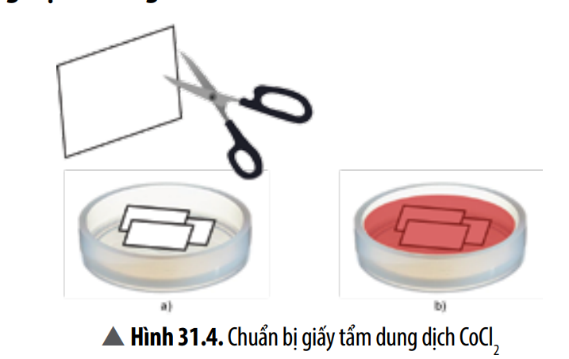 a)
b)
▲ Hình 31.4. Chuẩn bị giấy tẩm dung dịch CoCl₂